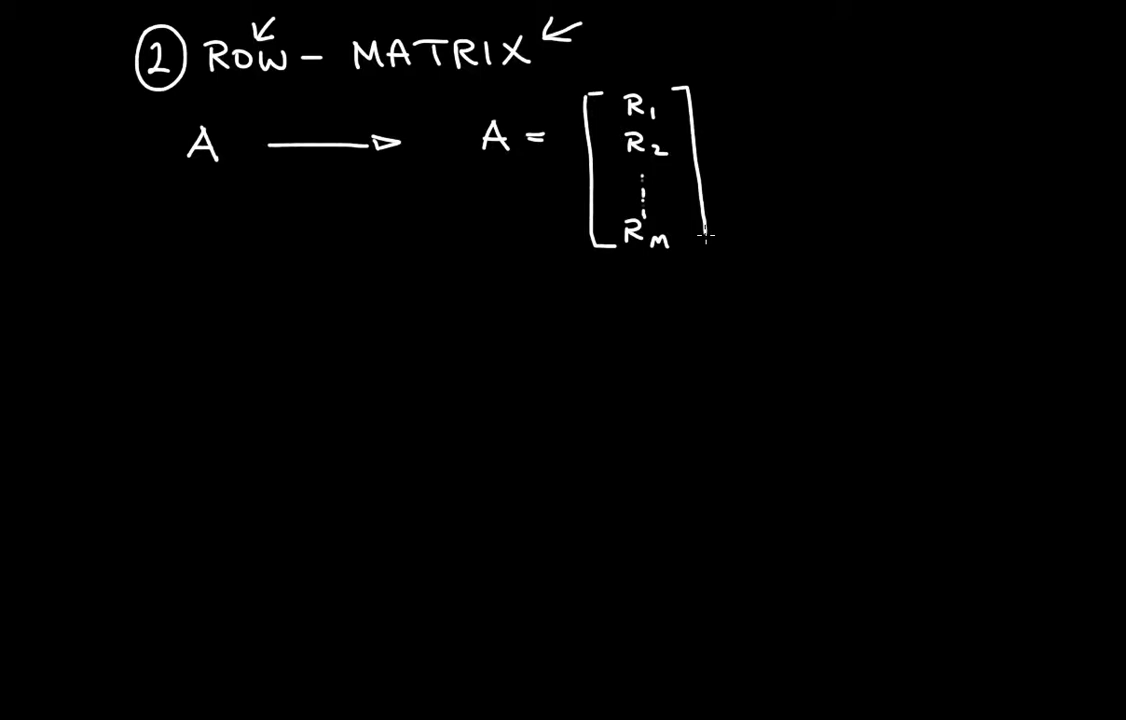 ② ROW - MATRIX
A → A = [ R₁
R₂
⋮
Rₘ ]